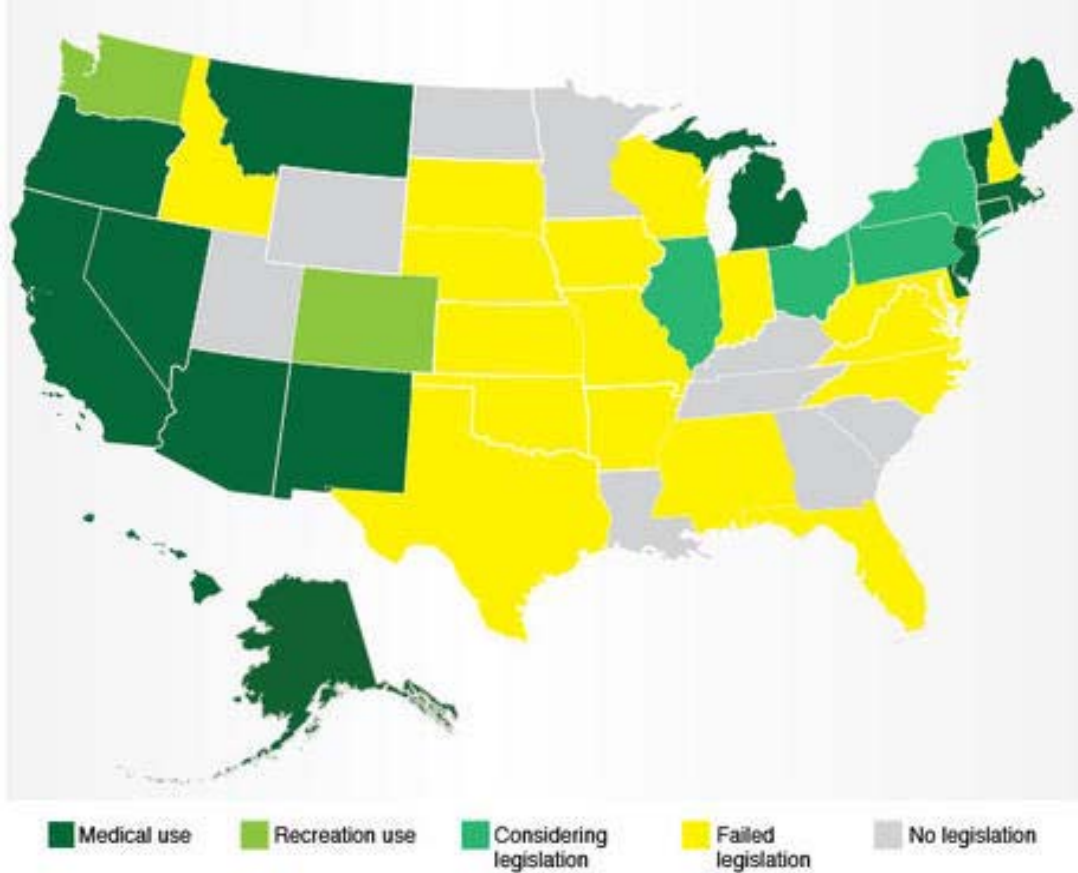 Medical use
Recreation use
Considering
legislation
Failed
legislation
No legislation